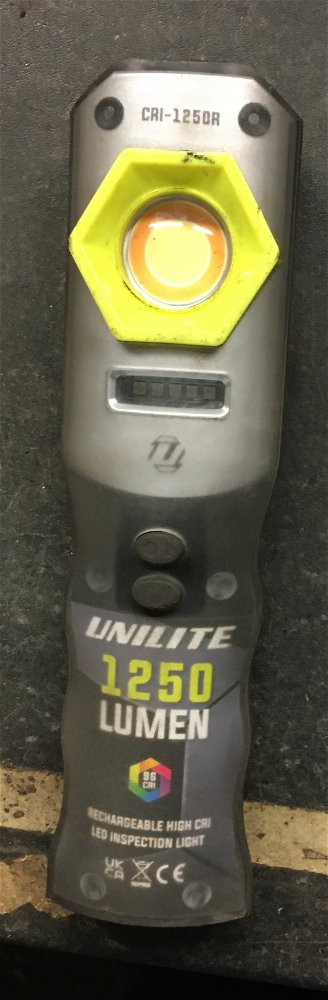 CRI-1250R
UNILITE
1250
LUMEN
96
CRI
RECHARGEABLE HIGH CRI
LED INSPECTION LIGHT
UK
CA
CE